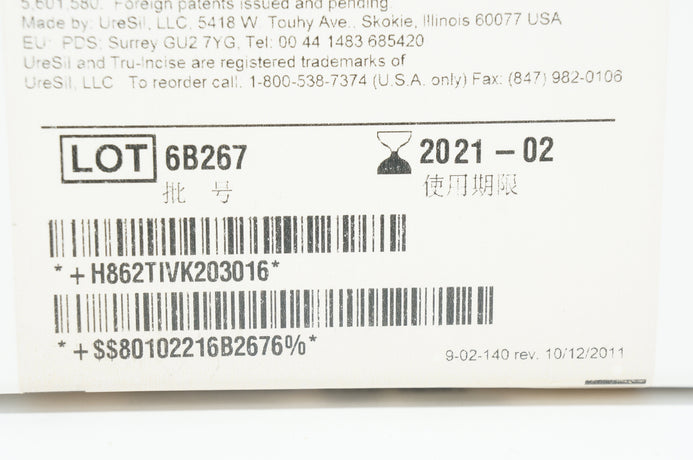 5,601,580. Foreign patents issued and pending.
Made by: UreSil, LLC, 5418 W. Touhy Ave., Skokie, Illinois 60077 USA
EU: PDS; Surrey GU2 7YG, Tel: 00 44 1483 685420
UreSil and Tru-Incise are registered trademarks of
UreSil, LLC To reorder call: 1-800-538-7374 (U.S.A. only) Fax: (847) 982-0106
LOT 6B267 2021-02
批 号 使用期限
*+H862TIVK203016*
*+$$80102216B2676%*
9-02-140 rev. 10/12/2011